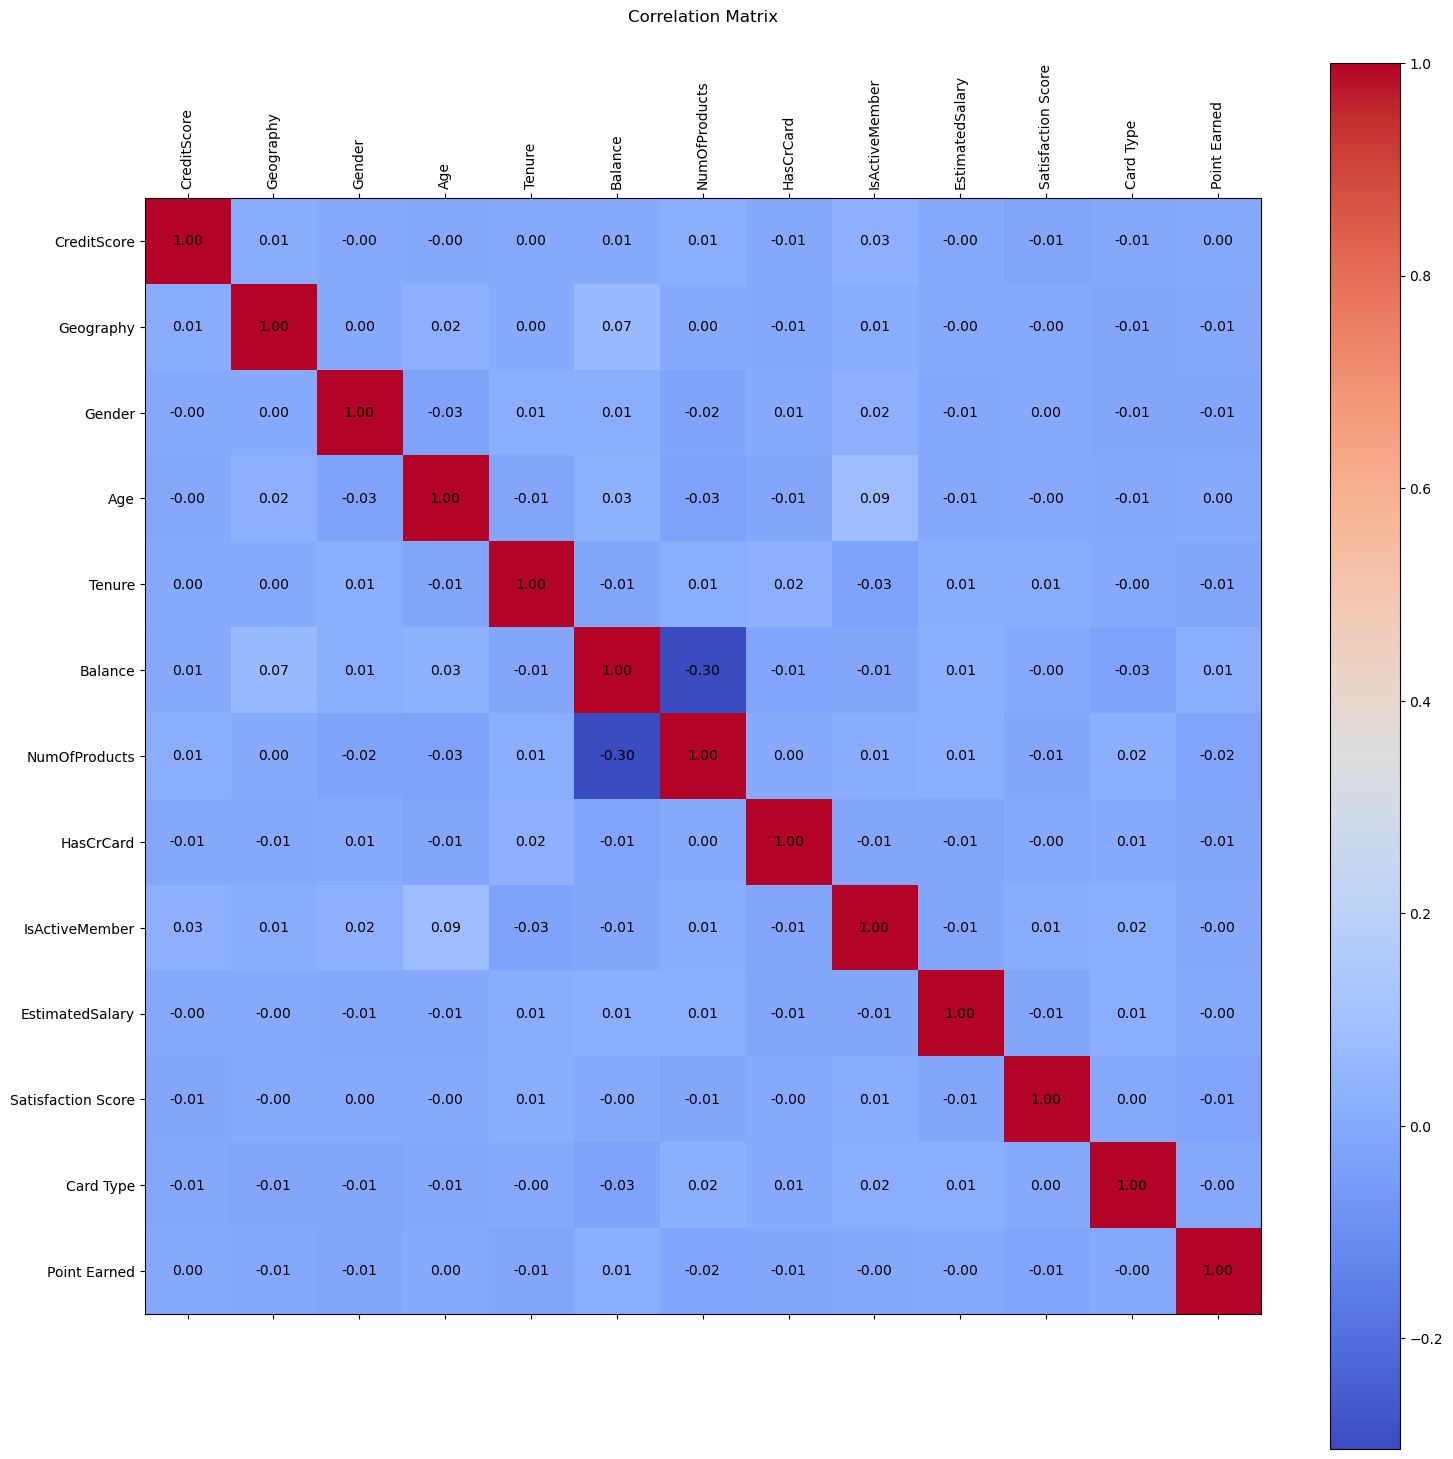 Correlation Matrix
CreditScore Geography Gender Age Tenure Balance NumOfProducts HasCrCard IsActiveMember EstimatedSalary Satisfaction Score Card Type Point Earned
CreditScore 1.00 0.01 -0.00 -0.00 0.00 0.01 0.01 -0.01 0.03 -0.00 -0.01 -0.01 0.00
Geography 0.01 1.00 0.00 0.02 0.00 0.07 0.00 -0.01 0.01 -0.00 -0.00 -0.01 -0.01
Gender -0.00 0.00 1.00 -0.03 0.01 0.01 -0.02 0.01 0.02 -0.01 0.00 -0.01 -0.01
Age -0.00 0.02 -0.03 1.00 -0.01 0.03 -0.03 -0.01 0.09 -0.01 -0.00 -0.01 0.00
Tenure 0.00 0.00 0.01 -0.01 1.00 -0.01 0.01 0.02 -0.03 0.01 0.01 -0.00 -0.01
Balance 0.01 0.07 0.01 0.03 -0.01 1.00 -0.30 -0.01 -0.01 0.01 -0.00 -0.03 0.01
NumOfProducts 0.01 0.00 -0.02 -0.03 0.01 -0.30 1.00 0.00 0.01 0.01 -0.01 0.02 -0.02
HasCrCard -0.01 -0.01 0.01 -0.01 0.02 -0.01 0.00 1.00 -0.01 -0.01 -0.00 0.01 -0.01
IsActiveMember 0.03 0.01 0.02 0.09 -0.03 -0.01 0.01 -0.01 1.00 -0.01 0.01 0.02 -0.00
EstimatedSalary -0.00 -0.00 -0.01 -0.01 0.01 0.01 0.01 -0.01 -0.01 1.00 -0.01 0.01 -0.00
Satisfaction Score -0.01 -0.00 0.00 -0.00 0.01 -0.00 -0.01 -0.00 0.01 -0.01 1.00 0.00 -0.01
Card Type -0.01 -0.01 -0.01 -0.01 -0.00 -0.03 0.02 0.01 0.02 0.01 0.00 1.00 -0.00
Point Earned 0.00 -0.01 -0.01 0.00 -0.01 0.01 -0.02 -0.01 -0.00 -0.00 -0.01 -0.00 1.00
1.0
0.8
0.6
0.4
0.2
0.0
−0.2